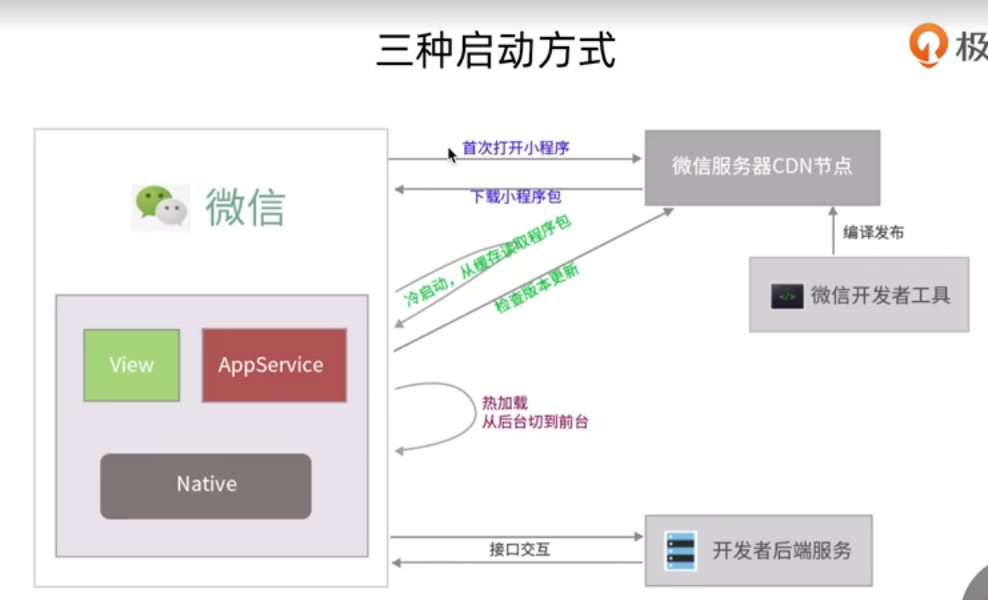 三种启动方式
极
首次打开小程序
微信服务器CDN节点
下载小程序包
微信
冷启动，从缓存读取程序包
检查版本更新
编译发布
</>
微信开发者工具
View
AppService
热加载
从后台切到前台
Native
接口交互
开发者后端服务